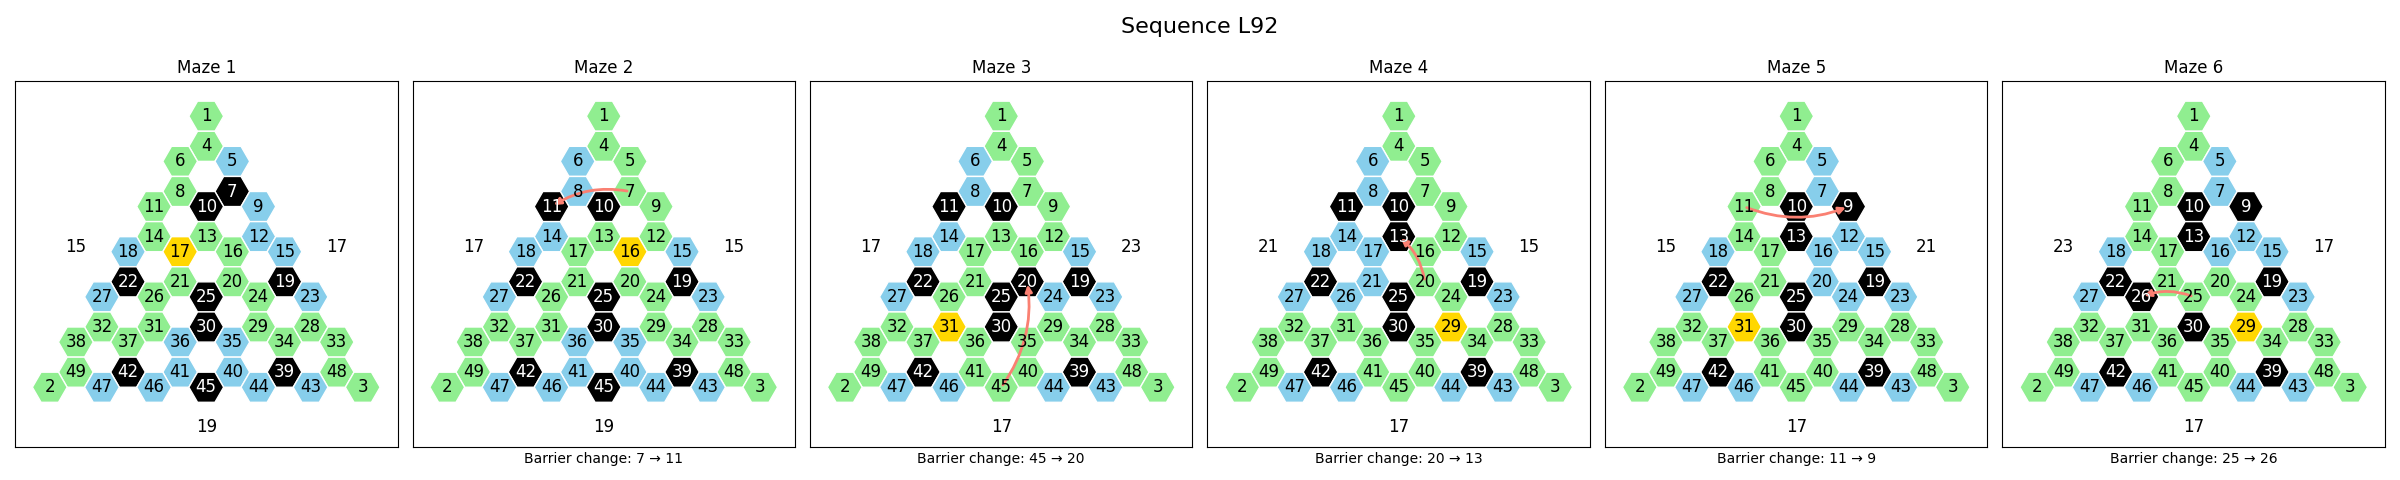 Sequence L92
Maze 1 Maze 2 Maze 3 Maze 4 Maze 5 Maze 6
1 1 1 1 1 1
4 4 4 4 4 4
6 5 6 5 6 5 6 5 6 5 6 5
8 7 8 7 8 7 8 7 8 7 8 7
11 10 9 11 10 9 11 10 9 11 10 9 11 10 9 11 10 9
14 13 12 14 13 12 14 13 12 14 13 12 14 13 12 14 13 12
15 18 17 16 15 17 17 18 17 16 15 15 17 18 17 16 15 23 21 18 17 16 15 15 15 18 17 16 15 21 23 18 17 16 15 17
22 21 20 19 22 21 20 19 22 21 20 19 22 21 20 19 22 21 20 19 22 21 20 19
27 26 25 24 23 27 26 25 24 23 27 26 25 24 23 27 26 25 24 23 27 26 25 24 23 27 26 25 24 23
32 31 30 29 28 32 31 30 29 28 32 31 30 29 28 32 31 30 29 28 32 31 30 29 28 32 31 30 29 28
38 37 36 35 34 33 38 37 36 35 34 33 38 37 36 35 34 33 38 37 36 35 34 33 38 37 36 35 34 33 38 37 36 35 34 33
49 42 41 40 39 48 49 42 41 40 39 48 49 42 41 40 39 48 49 42 41 40 39 48 49 42 41 40 39 48 49 42 41 40 39 48
2 47 46 45 44 43 3 2 47 46 45 44 43 3 2 47 46 45 44 43 3 2 47 46 45 44 43 3 2 47 46 45 44 43 3 2 47 46 45 44 43 3
19 19 17 17 17 17
Barrier change: 7 → 11 Barrier change: 45 → 20 Barrier change: 20 → 13 Barrier change: 11 → 9 Barrier change: 25 → 26